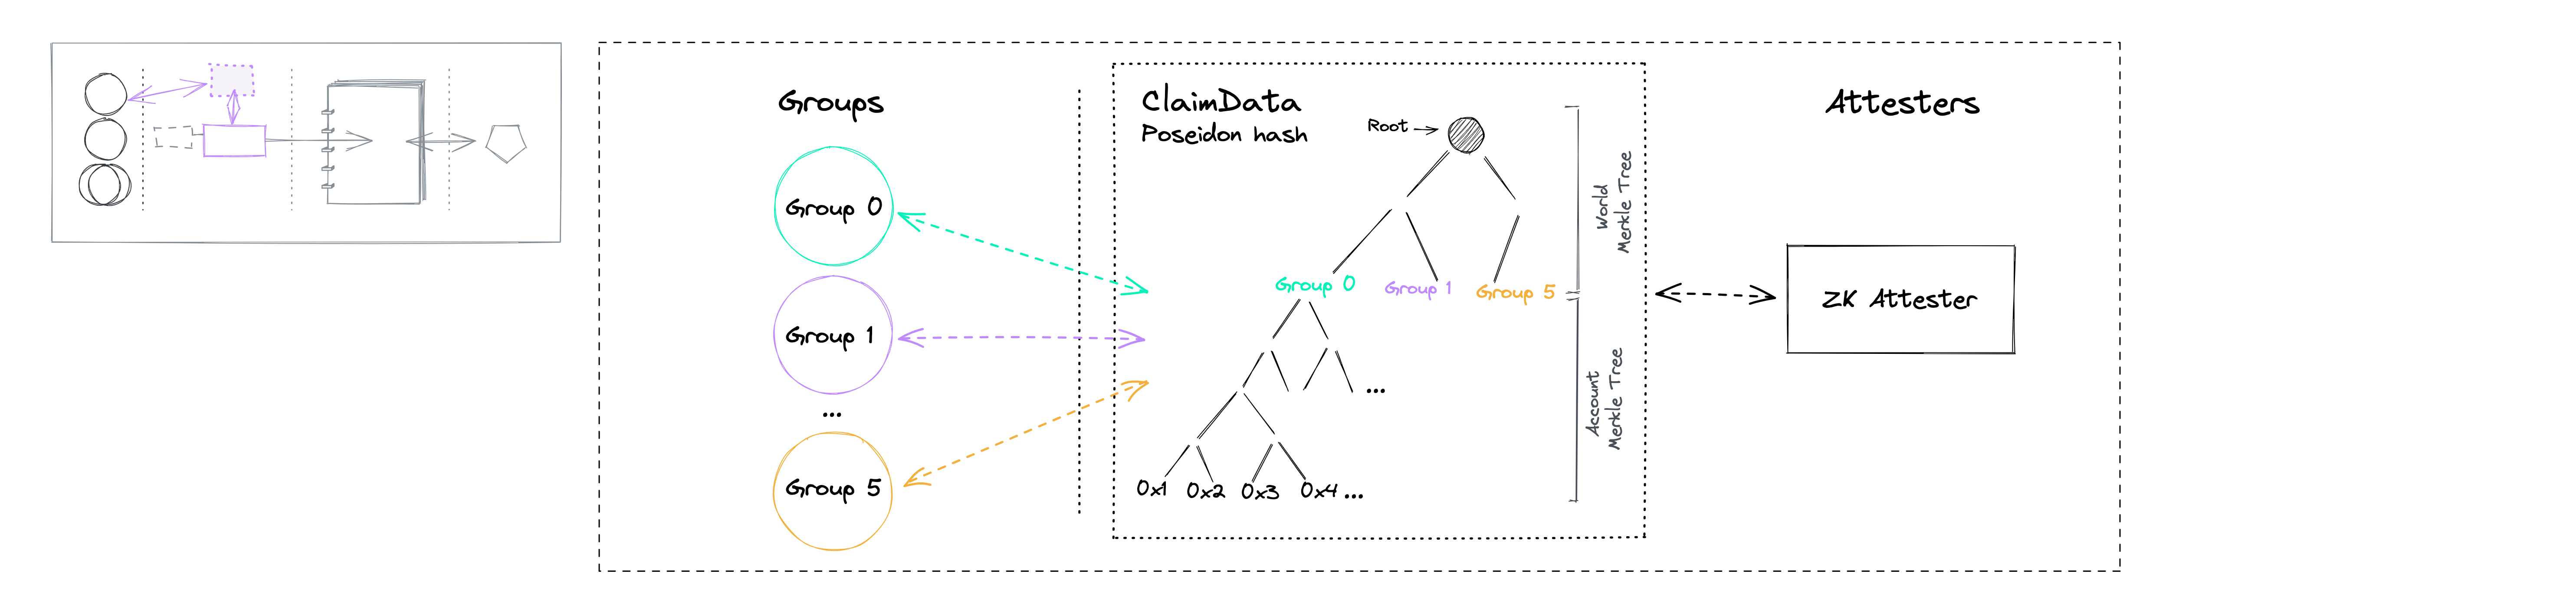 Groups
Group 0
Group 1
...
Group 5
ClaimData
Poseidon hash
Root
Group 0
Group 1
Group 5
...
0x1 0x2 0x3 0x4 ...
World
Merkle Tree
Account
Merkle Tree
Attesters
ZK Attester